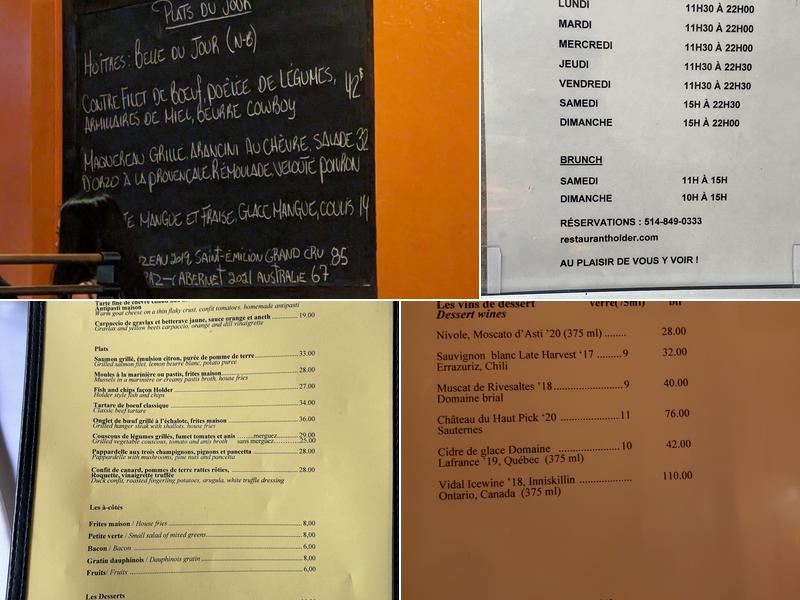 PLATS DU JOUR
HUÎTRES: BELLE DU JOUR (N-B)
CONTRE FILET DE BŒUF, POÊLÉE DE LÉGUMES, 42$
ARMILLAIRES DE MIEL, BEURRE COWBOY
MAQUEREAU GRILLÉ, ARANCINI AU CHÈVRE, SALADE 32
D'ORZO À LA PROVENÇALE, RÉMOULADE, VELOUTÉ POIVRON
MANGUE ET FRAISE, GLACE MANGUE, COULIS 14
2019, SAINT-ÉMILION GRAND CRU 85
CABERNET 2021 AUSTRALIE 67
LUNDI 11H30 À 22H00
MARDI 11H30 À 22H00
MERCREDI 11H30 À 22H00
JEUDI 11H30 À 22H30
VENDREDI 11H30 À 22H30
SAMEDI 15H À 22H30
DIMANCHE 15H À 22H00
BRUNCH
SAMEDI 11H À 15H
DIMANCHE 10H À 15H
RÉSERVATIONS : 514-849-0333
restaurantholder.com
AU PLAISIR DE VOUS Y VOIR !
Tarte fine de chèvre chaud
Antipasti maison
Warm goat cheese on a thin flaky crust, confit tomatoes, homemade antipasti
Carpaccio de gravlax et betterave jaune, sauce orange et aneth 19.00
Gravlax and yellow beets carpaccio, orange and dill vinaigrette
Plats
Saumon grillé, émulsion citron, purée de pomme de terre 33.00
Grilled salmon filet, lemon beurre blanc, potato puree
Moules à la marinière ou pastis, frites maison 28.00
Mussels in a mariniere or creamy pastis broth, house fries
Fish and chips façon Holder 27.00
Holder style fish and chips
Tartare de boeuf classique 34.00
Classic beef tartare
Onglet de bœuf grillé à l'échalote, frites maison 36.00
Grilled hanger steak with shallots, house fries
Couscous de légumes grillés, fumet tomates et anis ........merguez 29.00
Grilled vegetable couscous, tomato and anis broth sans merguez 25.00
Pappardelle aux trois champignons, pignons et pancetta 28.00
Pappardelle with mushrooms, pine nuts and pancetta
Confit de canard, pommes de terre rattes rôties, 28.00
Roquette, vinaigrette truffée
Duck confit, roasted fingerling potatoes, arugula, white truffle dressing
Les à-côtés
Frites maison / House fries 8,00
Petite verte / Small salad of mixed greens 8,00
Bacon / Bacon 6,00
Gratin dauphinois / Dauphinois gratin 8,00
Fruits/ Fruits 6,00
Les Desserts
Les vins de dessert verre(75ml) btl
Dessert wines
Nivole, Moscato d'Asti '20 (375 ml) ........ 28.00
Sauvignon blanc Late Harvest '17 .........9 32.00
Errazuriz, Chili
Muscat de Rivesaltes '18.........................9 40.00
Domaine brial
Château du Haut Pick '20 .....................11 76.00
Sauternes
Cidre de glace Domaine ......................10 42.00
Lafrance '19, Québec (375 ml)
Vidal Icewine '18, Inniskillin ................... 110.00
Ontario, Canada (375 ml)